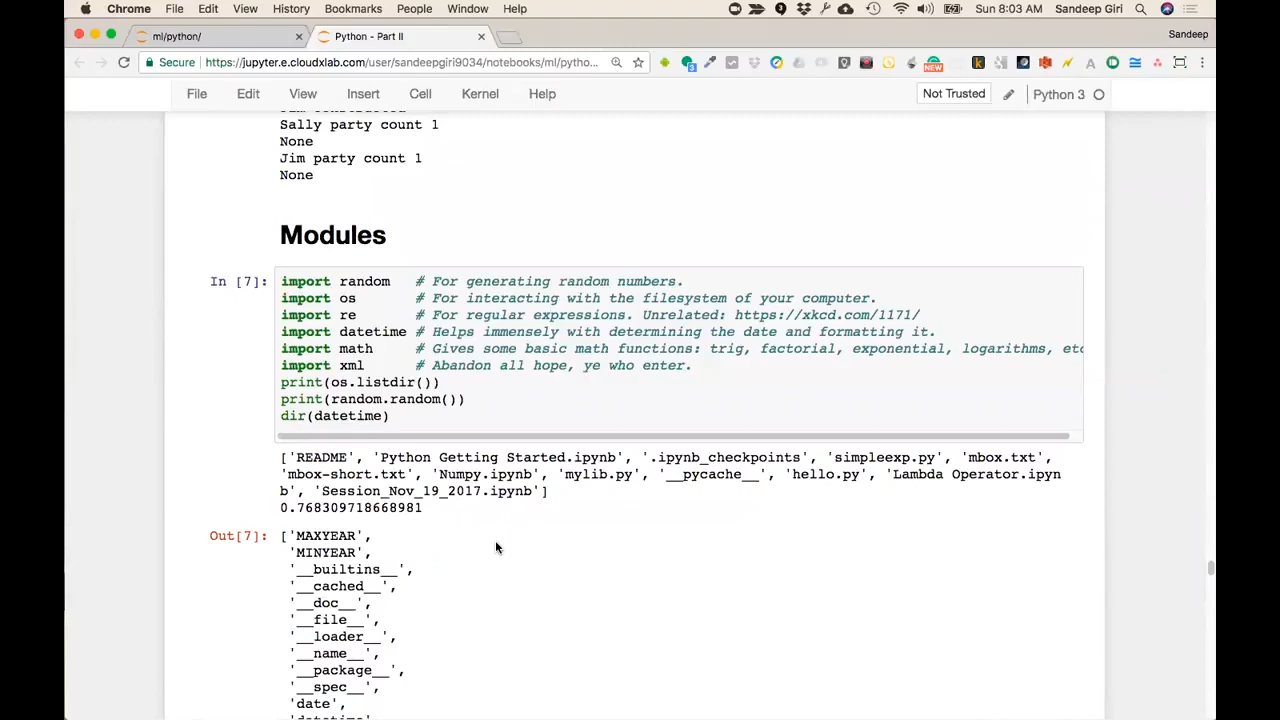 Chrome File Edit View History Bookmarks People Window Help Sun 8:03 AM Sandeep Giri
ml/python/ Python - Part II Sandeep
Secure https://jupyter.e.cloudxlab.com/user/sandeepgiri9034/notebooks/ml/pytho...
File Edit View Insert Cell Kernel Help Not Trusted Python 3
Sally party count 1
None
Jim party count 1
None
Modules
In [7]: import random # For generating random numbers.
import os # For interacting with the filesystem of your computer.
import re # For regular expressions. Unrelated: https://xkcd.com/1171/
import datetime # Helps immensely with determining the date and formatting it.
import math # Gives some basic math functions: trig, factorial, exponential, logarithms, etc
import xml # Abandon all hope, ye who enter.
print(os.listdir())
print(random.random())
dir(datetime)
['README', 'Python Getting Started.ipynb', '.ipynb_checkpoints', 'simpleexp.py', 'mbox.txt',
'mbox-short.txt', 'Numpy.ipynb', 'mylib.py', '__pycache__', 'hello.py', 'Lambda Operator.ipyn
b', 'Session_Nov_19_2017.ipynb']
0.768309718668981
Out[7]: ['MAXYEAR',
'MINYEAR',
'__builtins__',
'__cached__',
'__doc__',
'__file__',
'__loader__',
'__name__',
'__package__',
'__spec__',
'date',